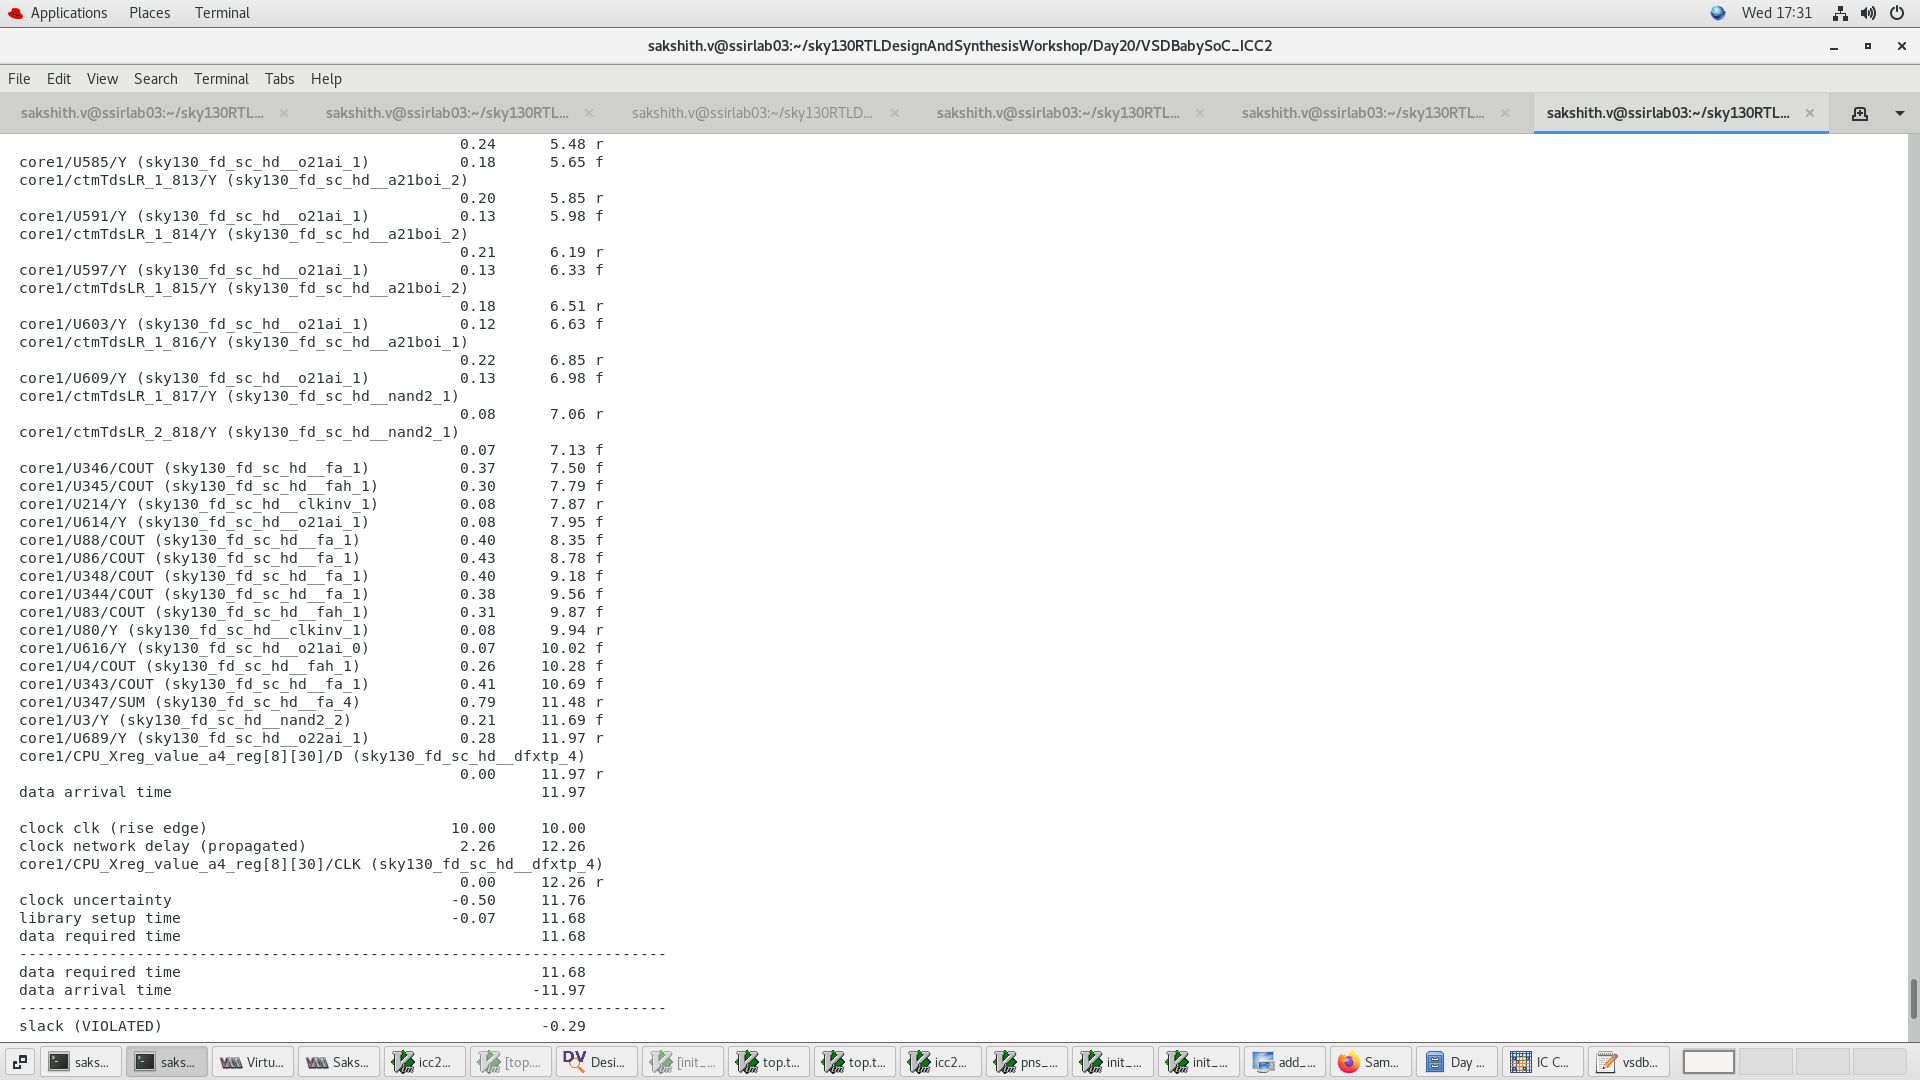 Applications Places Terminal Wed 17:31
sakshith.v@ssirlab03:~/sky130RTLDesignAndSynthesisWorkshop/Day20/VSDBabySoC_ICC2
File Edit View Search Terminal Tabs Help
sakshith.v@ssirlab03:~/sky130RTL... sakshith.v@ssirlab03:~/sky130RTL... sakshith.v@ssirlab03:~/sky130RTLD... sakshith.v@ssirlab03:~/sky130RTL... sakshith.v@ssirlab03:~/sky130RTL... sakshith.v@ssirlab03:~/sky130RTL...
0.24 5.48 r
core1/U585/Y (sky130_fd_sc_hd__o21ai_1) 0.18 5.65 f
core1/ctmTdsLR_1_813/Y (sky130_fd_sc_hd__a21boi_2)
0.20 5.85 r
core1/U591/Y (sky130_fd_sc_hd__o21ai_1) 0.13 5.98 f
core1/ctmTdsLR_1_814/Y (sky130_fd_sc_hd__a21boi_2)
0.21 6.19 r
core1/U597/Y (sky130_fd_sc_hd__o21ai_1) 0.13 6.33 f
core1/ctmTdsLR_1_815/Y (sky130_fd_sc_hd__a21boi_2)
0.18 6.51 r
core1/U603/Y (sky130_fd_sc_hd__o21ai_1) 0.12 6.63 f
core1/ctmTdsLR_1_816/Y (sky130_fd_sc_hd__a21boi_1)
0.22 6.85 r
core1/U609/Y (sky130_fd_sc_hd__o21ai_1) 0.13 6.98 f
core1/ctmTdsLR_1_817/Y (sky130_fd_sc_hd__nand2_1)
0.08 7.06 r
core1/ctmTdsLR_2_818/Y (sky130_fd_sc_hd__nand2_1)
0.07 7.13 f
core1/U346/COUT (sky130_fd_sc_hd__fa_1) 0.37 7.50 f
core1/U345/COUT (sky130_fd_sc_hd__fah_1) 0.30 7.79 f
core1/U214/Y (sky130_fd_sc_hd__clkinv_1) 0.08 7.87 r
core1/U614/Y (sky130_fd_sc_hd__o21ai_1) 0.08 7.95 f
core1/U88/COUT (sky130_fd_sc_hd__fa_1) 0.40 8.35 f
core1/U86/COUT (sky130_fd_sc_hd__fa_1) 0.43 8.78 f
core1/U348/COUT (sky130_fd_sc_hd__fa_1) 0.40 9.18 f
core1/U344/COUT (sky130_fd_sc_hd__fa_1) 0.38 9.56 f
core1/U83/COUT (sky130_fd_sc_hd__fah_1) 0.31 9.87 f
core1/U80/Y (sky130_fd_sc_hd__clkinv_1) 0.08 9.94 r
core1/U616/Y (sky130_fd_sc_hd__o21ai_0) 0.07 10.02 f
core1/U4/COUT (sky130_fd_sc_hd__fah_1) 0.26 10.28 f
core1/U343/COUT (sky130_fd_sc_hd__fa_1) 0.41 10.69 f
core1/U347/SUM (sky130_fd_sc_hd__fa_4) 0.79 11.48 r
core1/U3/Y (sky130_fd_sc_hd__nand2_2) 0.21 11.69 f
core1/U689/Y (sky130_fd_sc_hd__o22ai_1) 0.28 11.97 r
core1/CPU_Xreg_value_a4_reg[8][30]/D (sky130_fd_sc_hd__dfxtp_4)
0.00 11.97 r
data arrival time 11.97
clock clk (rise edge) 10.00 10.00
clock network delay (propagated) 2.26 12.26
core1/CPU_Xreg_value_a4_reg[8][30]/CLK (sky130_fd_sc_hd__dfxtp_4)
0.00 12.26 r
clock uncertainty -0.50 11.76
library setup time -0.07 11.68
data required time 11.68
------------------------------------------------------------------------
data required time 11.68
data arrival time -11.97
------------------------------------------------------------------------
slack (VIOLATED) -0.29
saks... saks... Virtu... Saks... icc2... [top.... Desi... [init_... top.t... top.t... icc2... pns_... init_... init_... add_... Sam... Day ... IC C... vsdb...